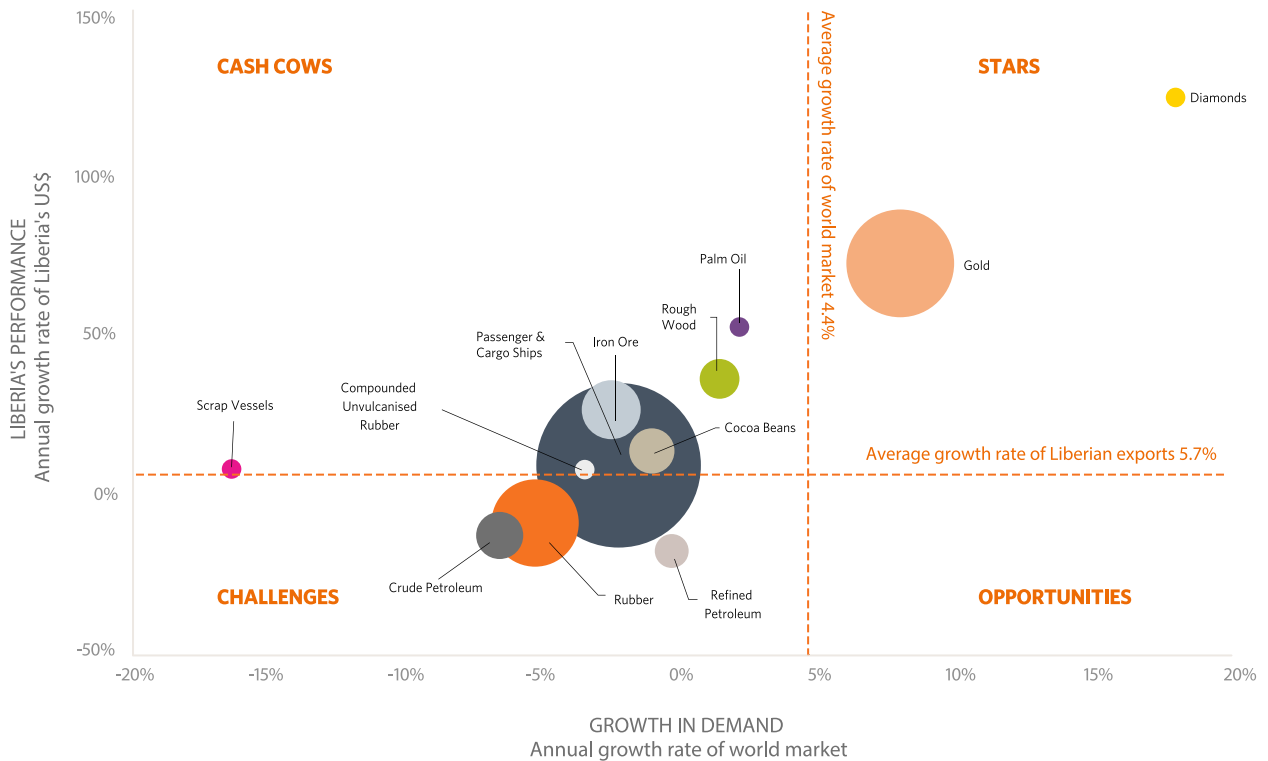 150%
CASH COWS
STARS
Diamonds
Average growth rate of world market 4.4%
100%
LIBERIA'S PERFORMANCE
Annual growth rate of Liberia's US$
Palm Oil
Gold
Rough
Wood
50%
Passenger &
Cargo Ships
Iron Ore
Compounded
Unvulcanised
Rubber
Scrap Vessels
Cocoa Beans
Average growth rate of Liberian exports 5.7%
0%
Crude Petroleum
Rubber
Refined
Petroleum
CHALLENGES
OPPORTUNITIES
-50%
-20%
-15%
-10%
-5%
0%
5%
10%
15%
20%
GROWTH IN DEMAND
Annual growth rate of world market